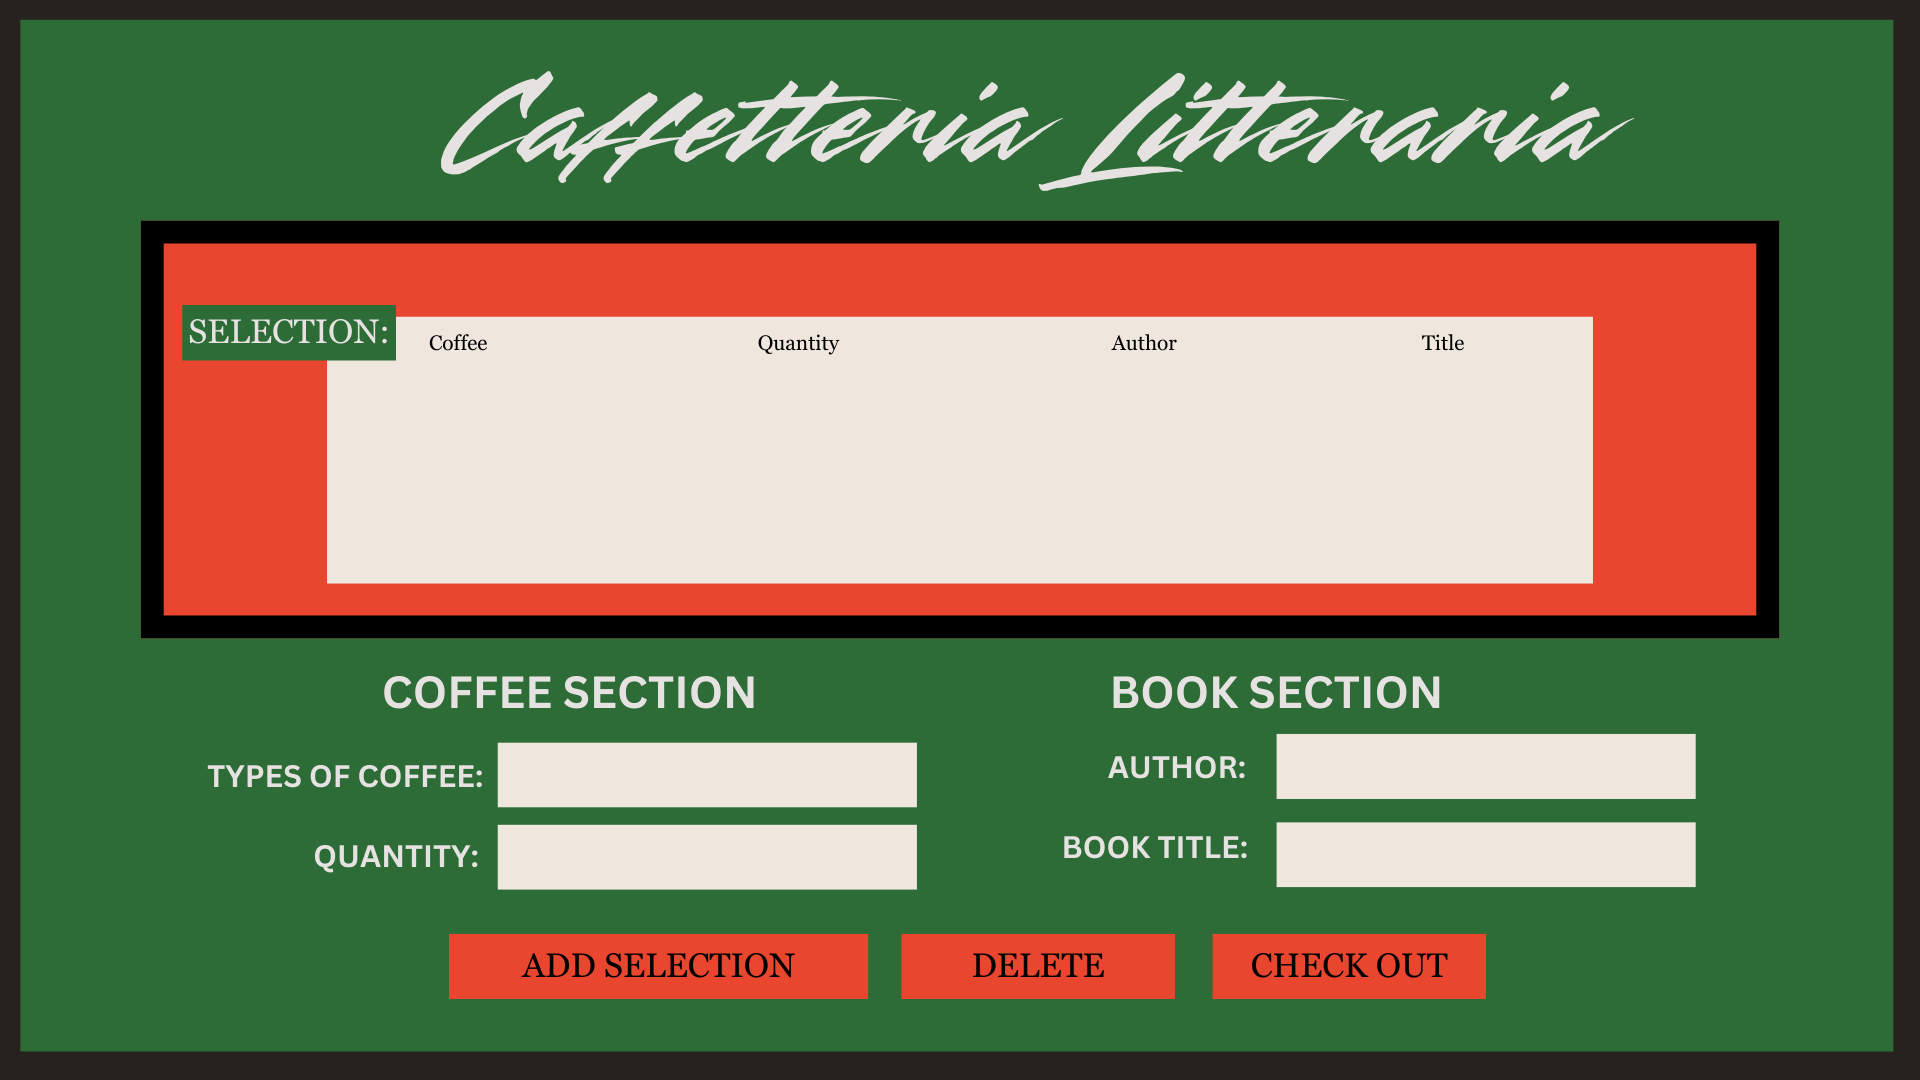 Caffetteria Litteraria
SELECTION:
Coffee Quantity Author Title
COFFEE SECTION
TYPES OF COFFEE:
QUANTITY:
BOOK SECTION
AUTHOR:
BOOK TITLE:
ADD SELECTION
DELETE
CHECK OUT